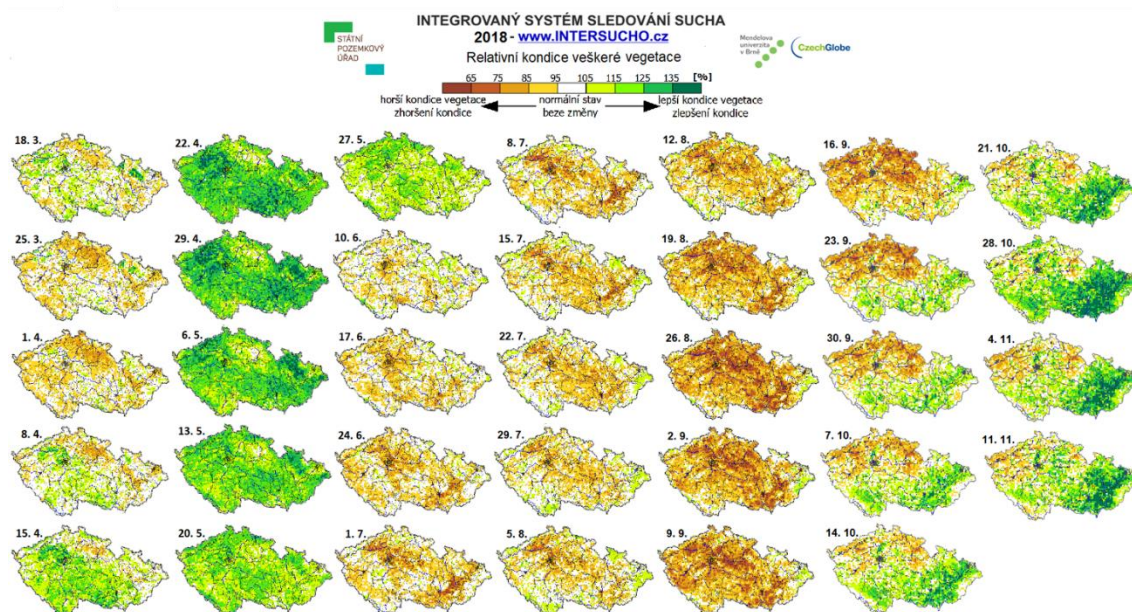 INTEGROVANÝ SYSTÉM SLEDOVÁNÍ SUCHA
2018 - www.INTERSUCHO.cz
Relativní kondice veškeré vegetace
STÁTNÍ
POZEMKOVÝ
ÚŘAD
Mendelova
univerzita
v Brně
CzechGlobe
65 75 85 95 105 115 125 135 [%]
horší kondice vegetace normální stav lepší kondice vegetace
zhoršení kondice beze změny zlepšení kondice
18. 3. 22. 4. 27. 5. 8. 7. 12. 8. 16. 9. 21. 10.
25. 3. 29. 4. 10. 6. 15. 7. 19. 8. 23. 9. 28. 10.
1. 4. 6. 5. 17. 6. 22. 7. 26. 8. 30. 9. 4. 11.
8. 4. 13. 5. 24. 6. 29. 7. 2. 9. 7. 10. 11. 11.
15. 4. 20. 5. 1. 7. 5. 8. 9. 9. 14. 10.